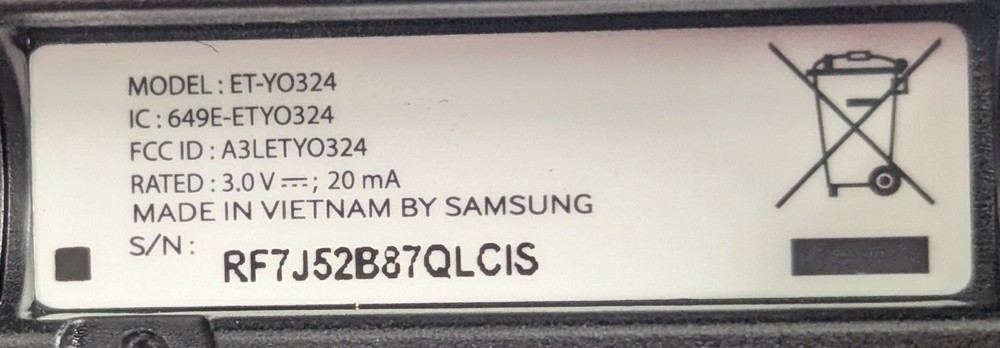 MODEL : ET-YO324
IC : 649E-ETYO324
FCC ID : A3LETYO324
RATED : 3.0 V ⎓ ; 20 mA
MADE IN VIETNAM BY SAMSUNG
S/N : RF7J52B87QLCIS